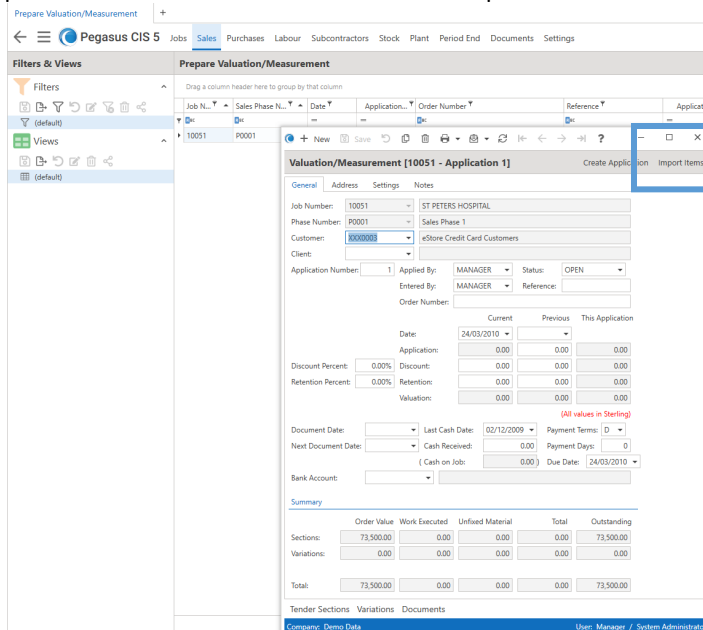 Prepare Valuation/Measurement +
Pegasus CIS 5 Jobs Sales Purchases Labour Subcontractors Stock Plant Period End Documents Settings
Filters & Views
Prepare Valuation/Measurement
Filters
Drag a column header here to group by that column
Job N... Sales Phase N... Date Application... Order Number Reference Applicat
(default)
Views
10051 P0001
+ New Save ?
(default)
Valuation/Measurement [10051 - Application 1] Create Application Import Items
General Address Settings Notes
Job Number: 10051 ST PETERS HOSPITAL
Phase Number: P0001 Sales Phase 1
Customer: XXX0003 eStore Credit Card Customers
Client:
Application Number: 1 Applied By: MANAGER Status: OPEN
Entered By: MANAGER Reference:
Order Number:
Current Previous This Application
Date: 24/03/2010
Application: 0.00 0.00 0.00
Discount Percent: 0.00% Discount: 0.00 0.00 0.00
Retention Percent: 0.00% Retention: 0.00 0.00 0.00
Valuation: 0.00 0.00 0.00
(All values in Sterling)
Document Date: Last Cash Date: 02/12/2009 Payment Terms: D
Next Document Date: Cash Received: 0.00 Payment Days: 0
( Cash on Job: 0.00 ) Due Date: 24/03/2010
Bank Account:
Summary
Order Value Work Executed Unfixed Material Total Outstanding
Sections: 73,500.00 0.00 0.00 0.00 73,500.00
Variations: 0.00 0.00 0.00 0.00 0.00
Total: 73,500.00 0.00 0.00 0.00 73,500.00
Tender Sections Variations Documents
Company: Demo Data User: Manager / System Administrato